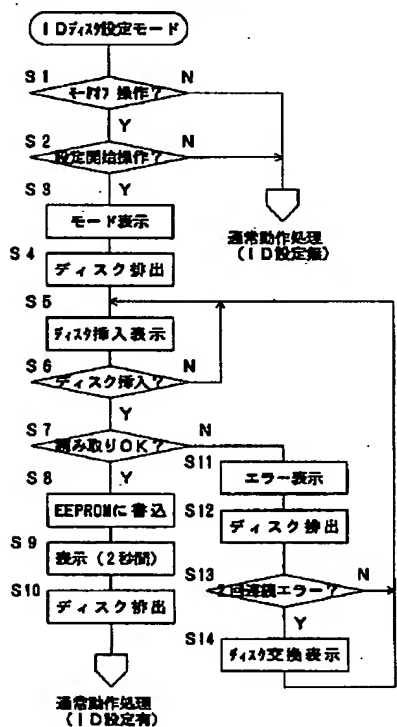 IDディスク設定モード
S1
N
モードオフ 操作?
Y
S2
N
設定開始操作?
S3
Y
モード表示
通常動作処理
(ID設定無)
S4
ディスク排出
S5
ディスク挿入表示
S6
N
ディスク挿入?
Y
S7
N
読み取りOK?
S8
Y
S11
エラー表示
EEPROMに書込
S12
ディスク排出
S9
表示(2秒間)
S13
N
2回連続エラー?
S10
ディスク排出
Y
S14
ディスク交換表示
通常動作処理
(ID設定有)